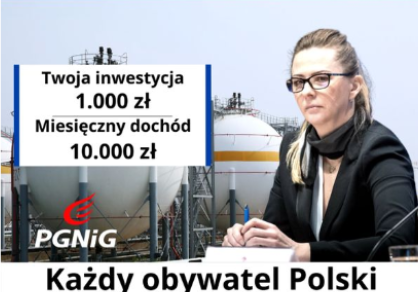 Twoja inwestycja
1.000 zł
Miesięczny dochód
10.000 zł
PGNiG
Każdy obywatel Polski